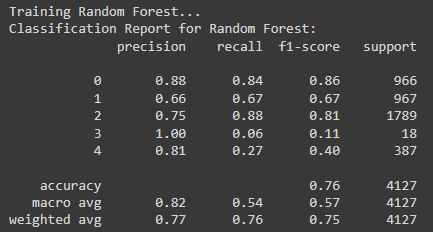 Training Random Forest...
Classification Report for Random Forest:
              precision    recall  f1-score   support

           0       0.88      0.84      0.86       966
           1       0.66      0.67      0.67       967
           2       0.75      0.88      0.81      1789
           3       1.00      0.06      0.11        18
           4       0.81      0.27      0.40       387

    accuracy                           0.76      4127
   macro avg       0.82      0.54      0.57      4127
weighted avg       0.77      0.76      0.75      4127